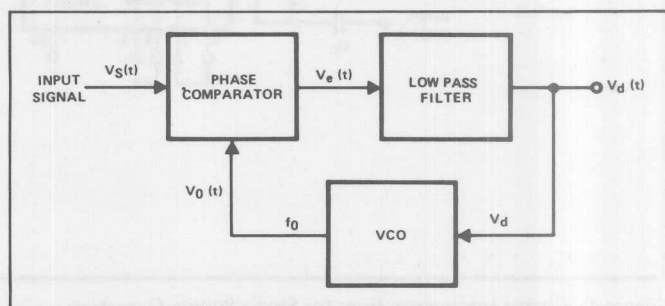 INPUT
SIGNAL
VS(t)
PHASE
COMPARATOR
Ve (t)
LOW PASS
FILTER
Vd (t)
V0 (t)
f0
VCO
Vd